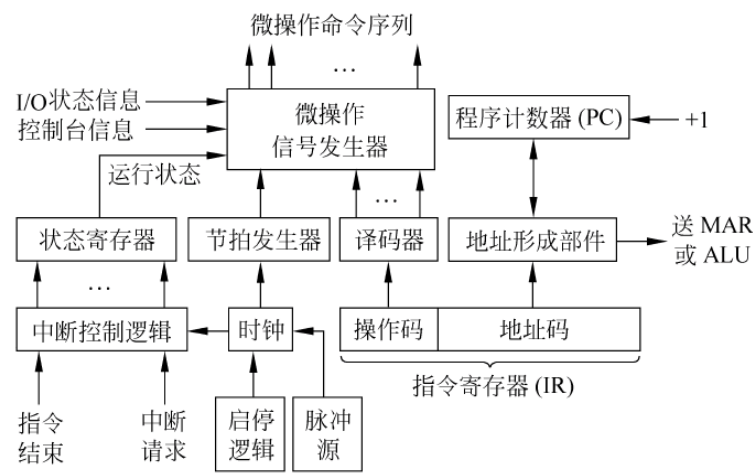 微操作命令序列
…
I/O状态信息
控制台信息
微操作
信号发生器
程序计数器 (PC)
+1
运行状态
…
状态寄存器
节拍发生器
译码器
地址形成部件
送 MAR
或 ALU
…
中断控制逻辑
时钟
操作码
地址码
指令寄存器 (IR)
指令
结束
中断
请求
启停
逻辑
脉冲
源